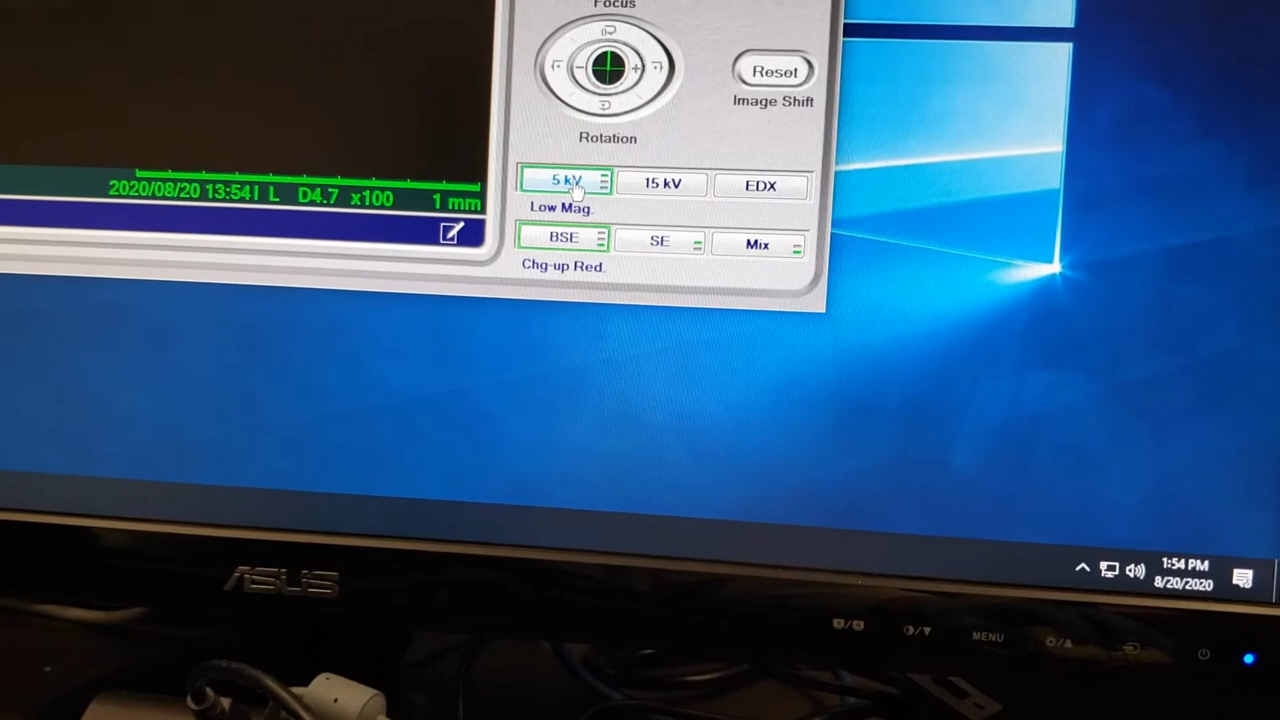 Focus
Reset
Image Shift
Rotation
5 kV
15 kV
EDX
Low Mag.
BSE
SE
Mix
Chg-up Red.
2020/08/20 13:54 L D4.7 x100 1 mm
1:54 PM
8/20/2020
ASUS
MENU